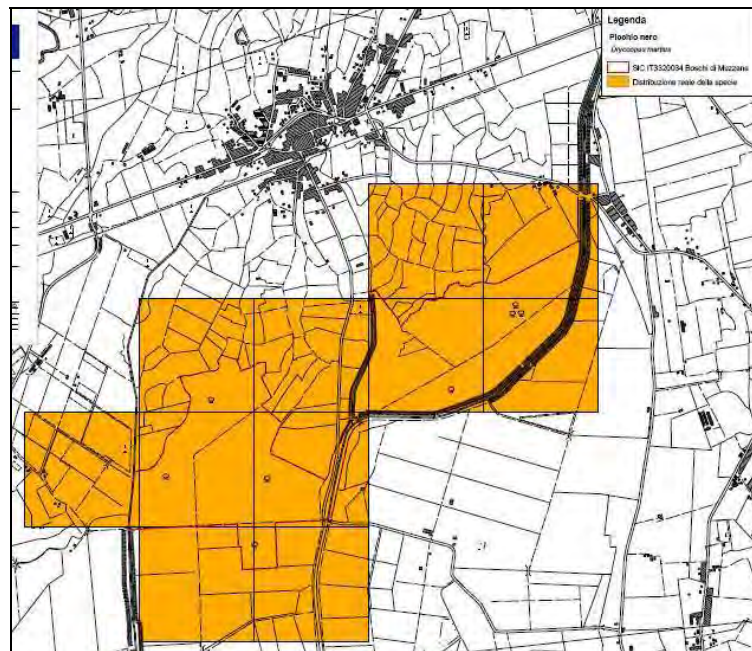 Legenda
Picchio nero
Dryocopus martius
SIC IT3320034 Boschi di Muzzana
Distribuzione reale della specie